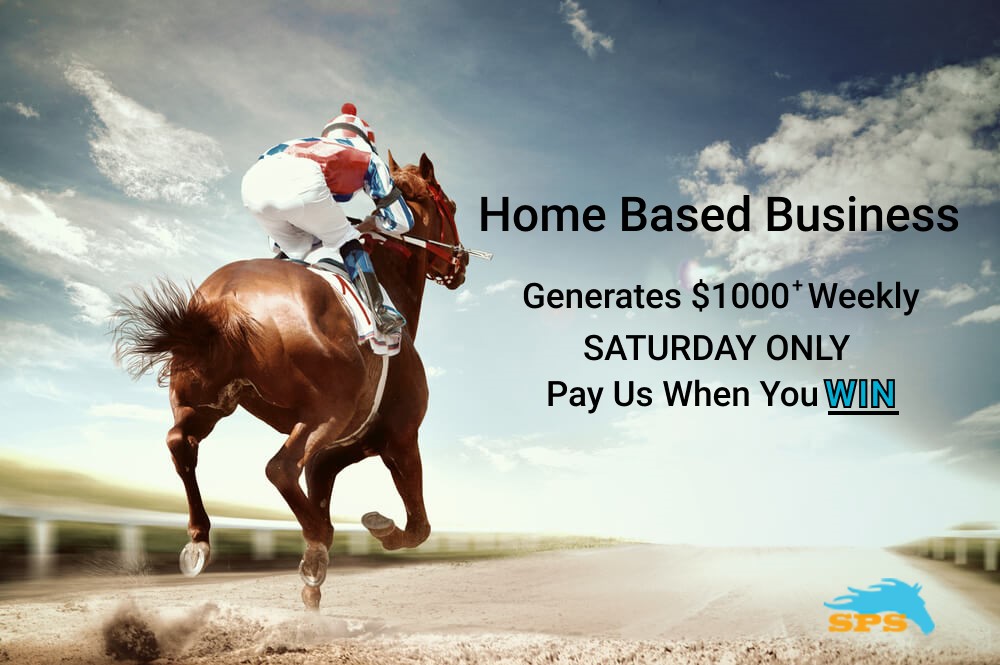 Home Based Business
Generates $1000+ Weekly
SATURDAY ONLY
Pay Us When You WIN
SPS